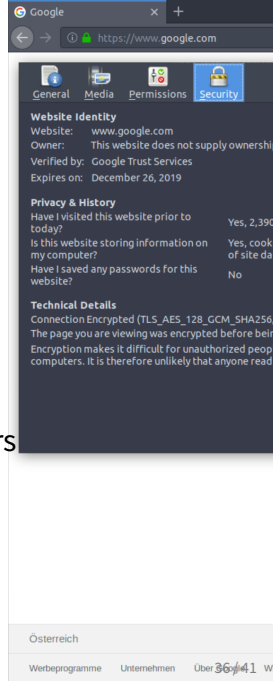 Google
https://www.google.com
General Media Permissions Security
Website Identity
Website: www.google.com
Owner: This website does not supply ownership
Verified by: Google Trust Services
Expires on: December 26, 2019
Privacy & History
Have I visited this website prior to today? Yes, 2,390
Is this website storing information on my computer? Yes, cook
of site da
Have I saved any passwords for this website? No
Technical Details
Connection Encrypted (TLS_AES_128_GCM_SHA256,
The page you are viewing was encrypted before bei
Encryption makes it difficult for unauthorized peop
computers. It is therefore unlikely that anyone read
rs
Österreich
Werbeprogramme Unternehmen Über
36 / 41